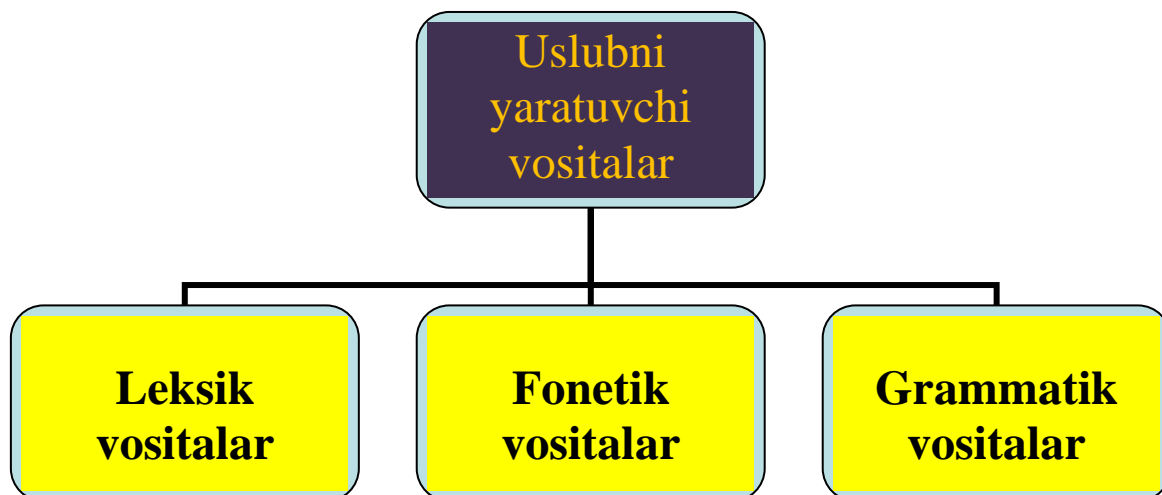 Uslubni
yaratuvchi
vositalar
Leksik
vositalar
Fonetik
vositalar
Grammatik
vositalar